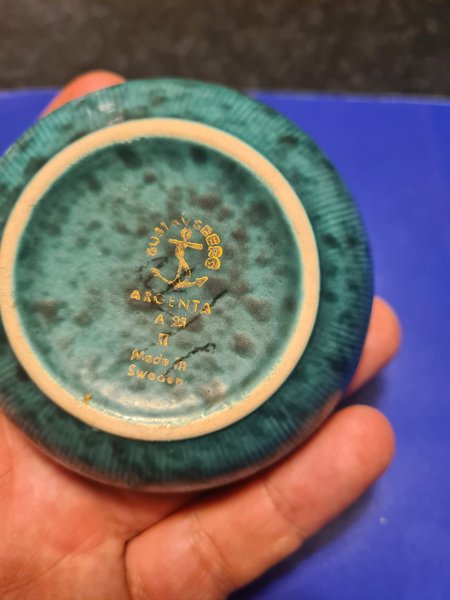 GUSTAVSBERG
ARGENTA
A 23
II
Made in
Sweden